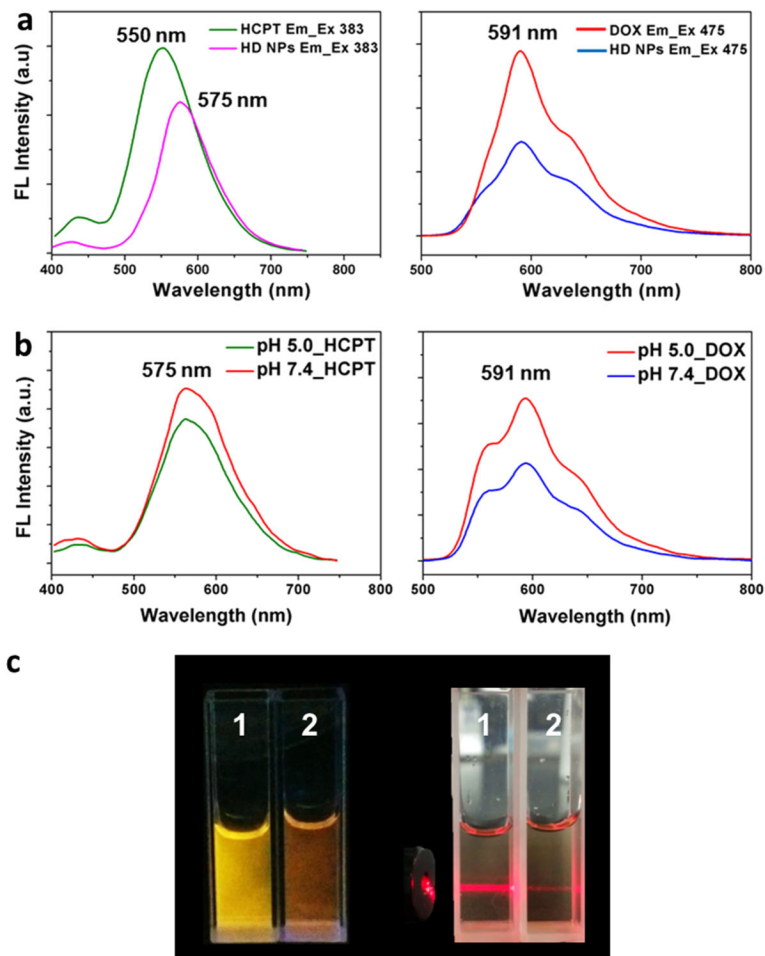 a
HCPT Em_Ex 383
HD NPs Em_Ex 383
550 nm
575 nm
FL Intensity (a.u)
400 500 600 700 800
Wavelength (nm)
DOX Em_Ex 475
HD NPs Em_Ex 475
591 nm
500 600 700 800
Wavelength (nm)
b
pH 5.0_HCPT
pH 7.4_HCPT
575 nm
FL Intensity (a.u.)
400 500 600 700 800
Wavelength (nm)
pH 5.0_DOX
pH 7.4_DOX
591 nm
500 600 700 800
Wavelength (nm)
c
1 2
1 2